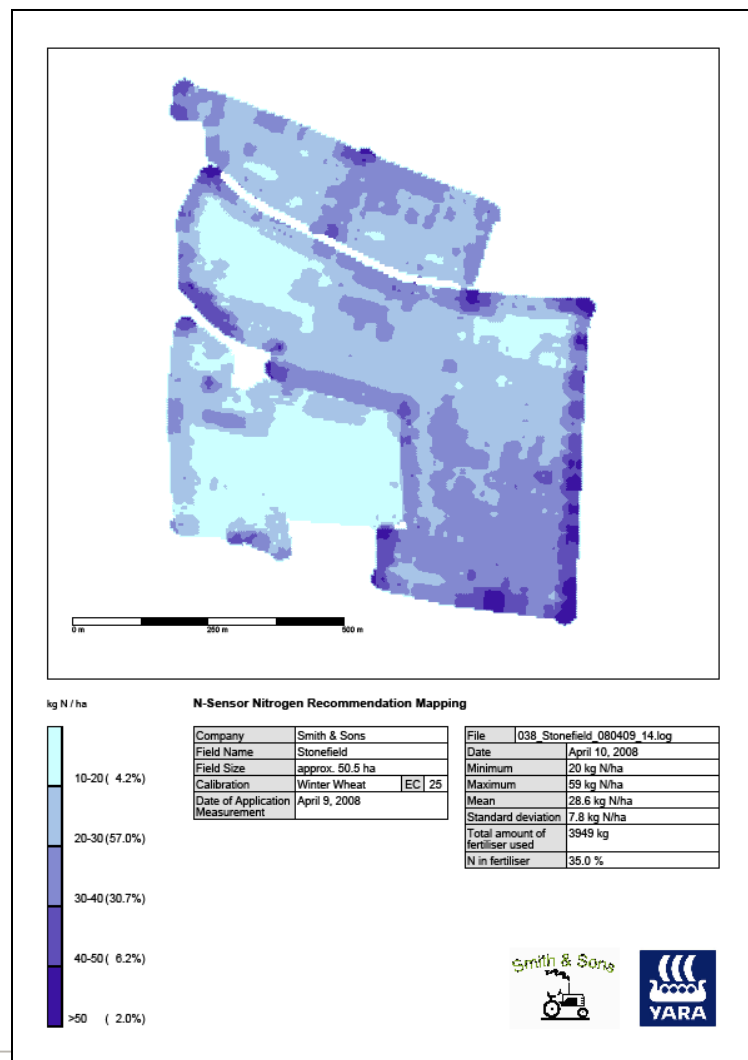 0 m 250 m 500 m
kg N / ha
10-20 ( 4.2%)
20-30 (57.0%)
30-40 (30.7%)
40-50 ( 6.2%)
>50 ( 2.0%)
N-Sensor Nitrogen Recommendation Mapping
Company Smith & Sons
Field Name Stonefield
Field Size approx. 50.5 ha
Calibration Winter Wheat EC 25
Date of Application April 9, 2008
Measurement
File 038_Stonefield_080409_14.log
Date April 10, 2008
Minimum 20 kg N/ha
Maximum 59 kg N/ha
Mean 28.6 kg N/ha
Standard deviation 7.8 kg N/ha
Total amount of 3949 kg
fertiliser used
N in fertiliser 35.0 %
Smith & Sons
YARA